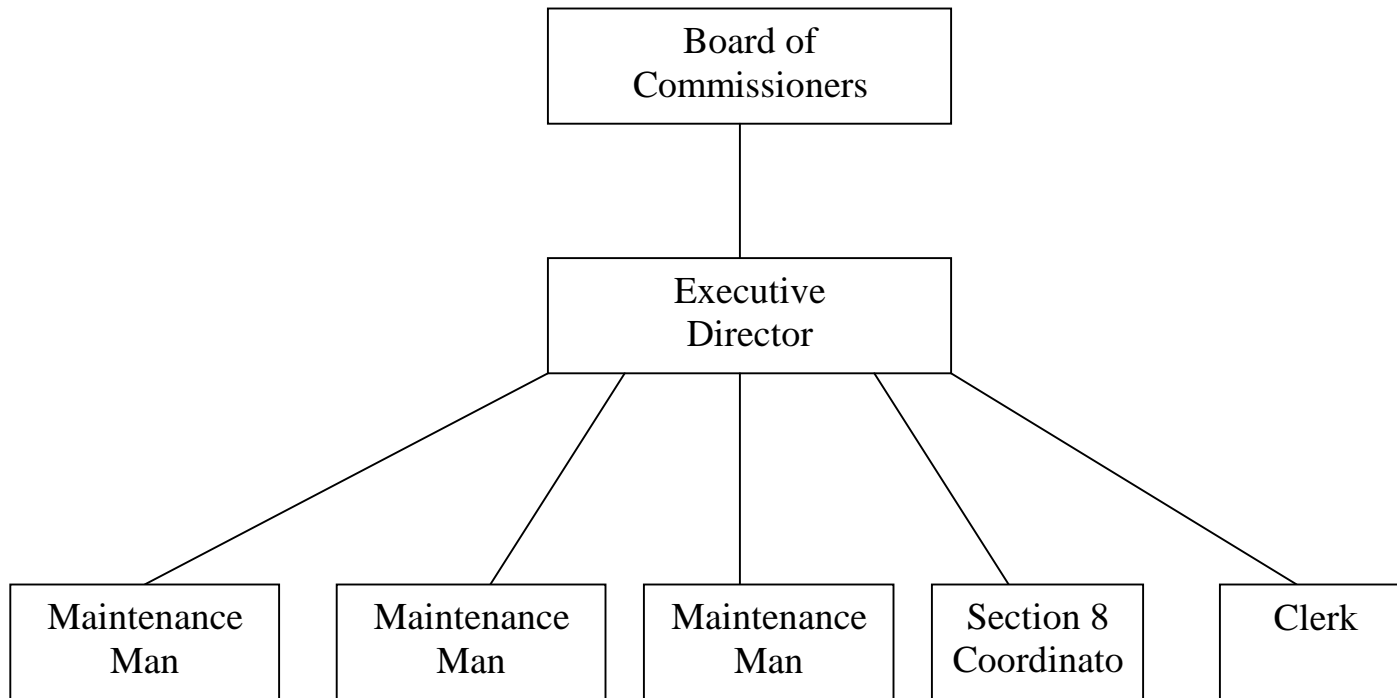 Board of
Commissioners
Executive
Director
Maintenance
Man
Maintenance
Man
Maintenance
Man
Section 8
Coordinato
Clerk